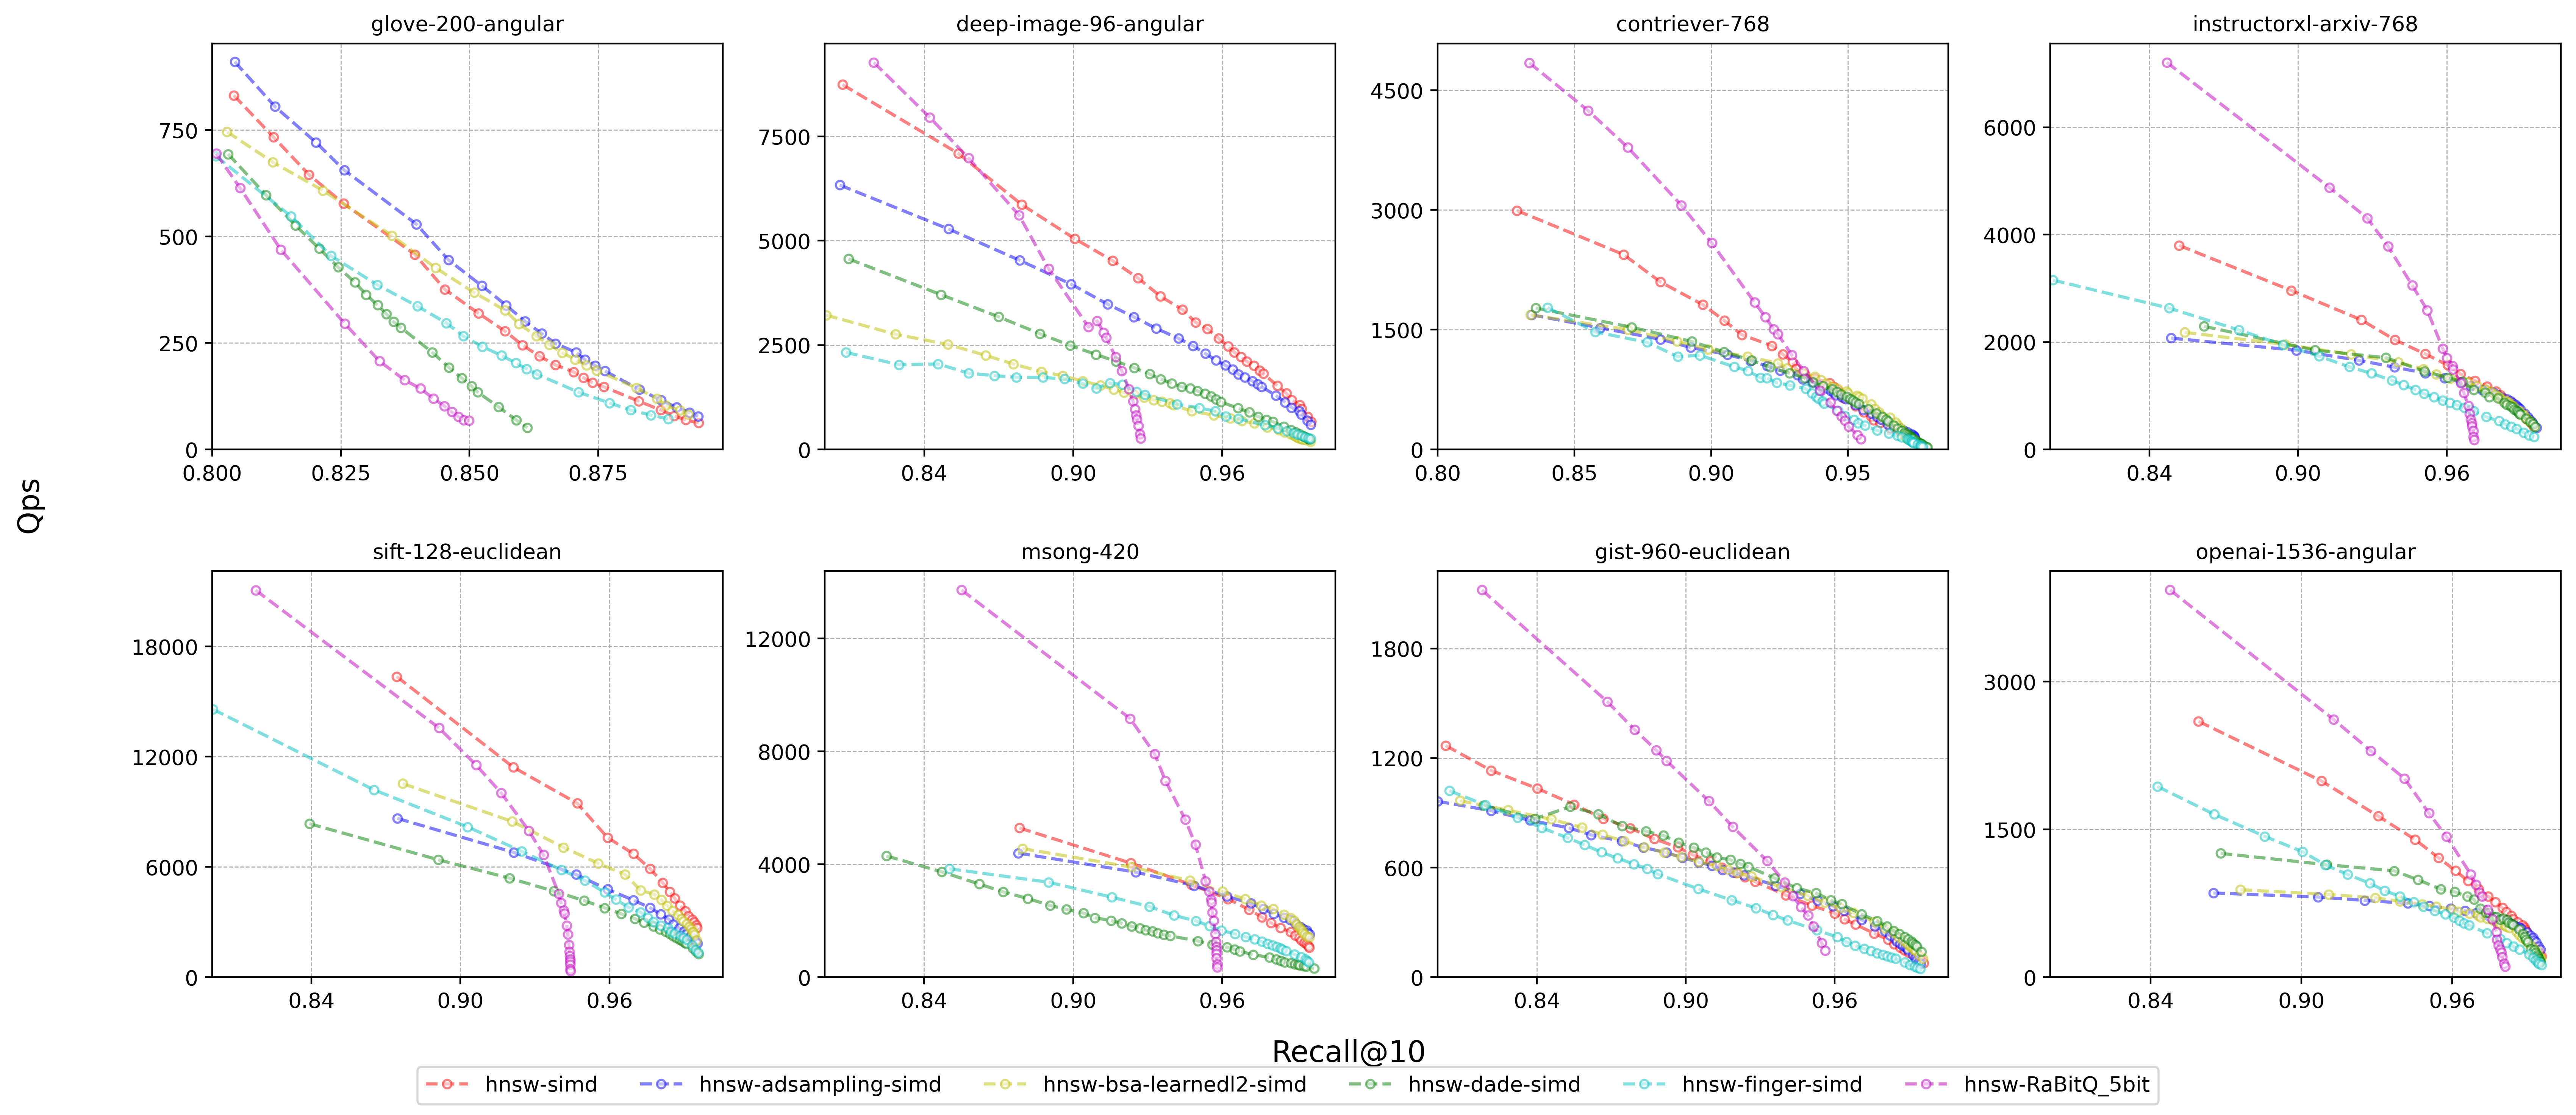 glove-200-angular
750
500
250
0
0.800 0.825 0.850 0.875
deep-image-96-angular
7500
5000
2500
0
0.84 0.90 0.96
contriever-768
4500
3000
1500
0
0.80 0.85 0.90 0.95
instructorxl-arxiv-768
6000
4000
2000
0
0.84 0.90 0.96
Qps
sift-128-euclidean
18000
12000
6000
0
0.84 0.90 0.96
msong-420
12000
8000
4000
0
0.84 0.90 0.96
gist-960-euclidean
1800
1200
600
0
0.84 0.90 0.96
openai-1536-angular
3000
1500
0
0.84 0.90 0.96
Recall@10
hnsw-simd hnsw-adsampling-simd hnsw-bsa-learnedl2-simd hnsw-dade-simd hnsw-finger-simd hnsw-RaBitQ_5bit